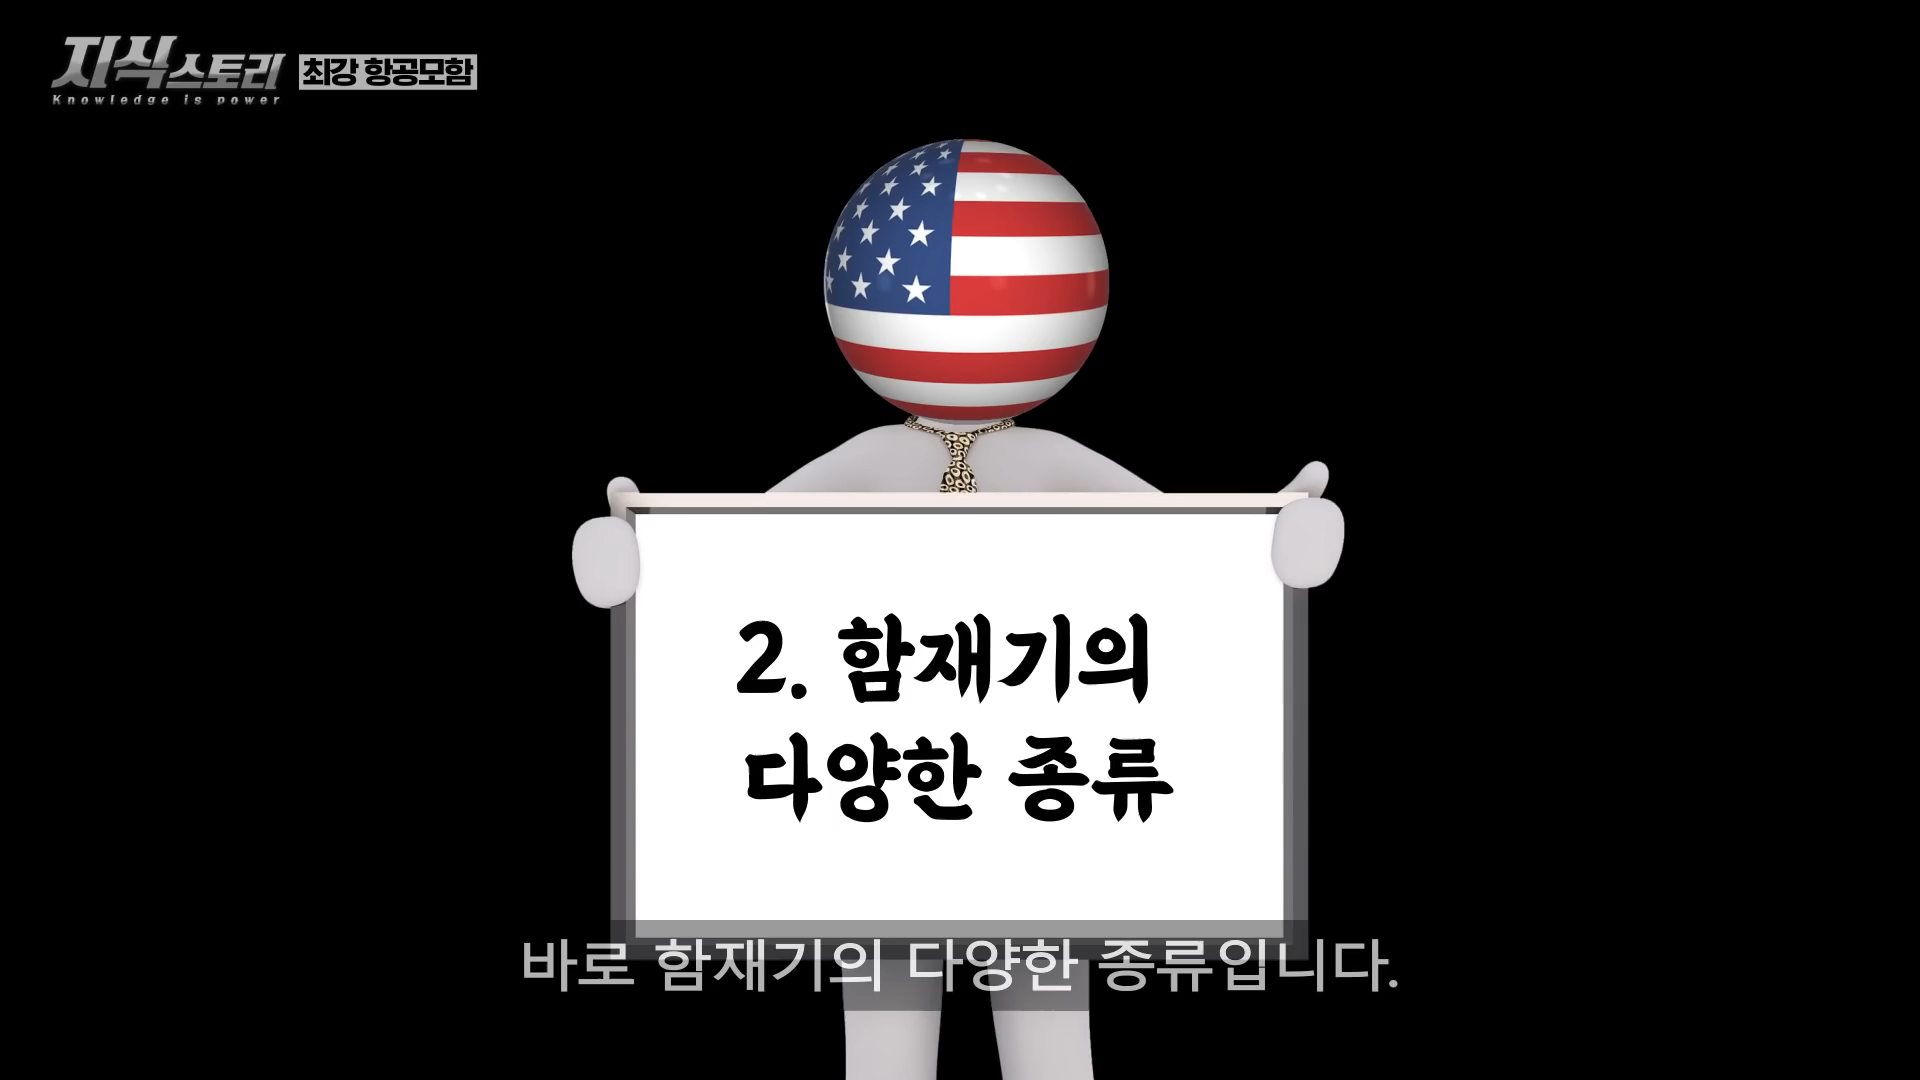 지식스토리
Knowledge is power
최강 항공모함
2. 함재기의
다양한 종류
바로 함재기의 다양한 종류입니다.